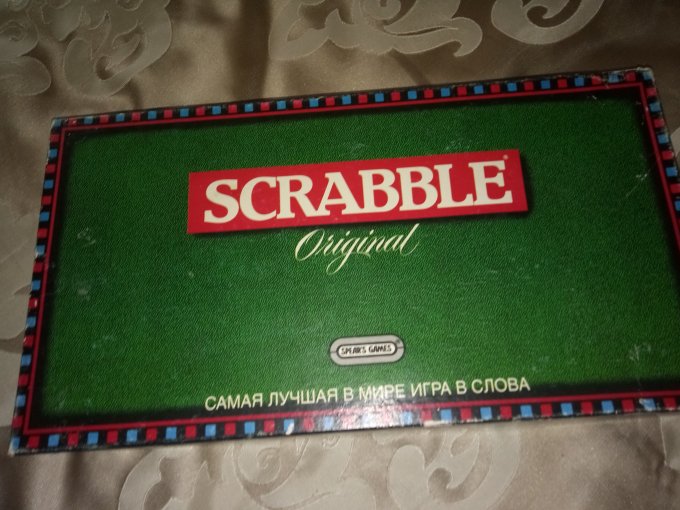 SCRABBLE®
Original
SPEAR'S GAMES
САМАЯ ЛУЧШАЯ В МИРЕ ИГРА В СЛОВА